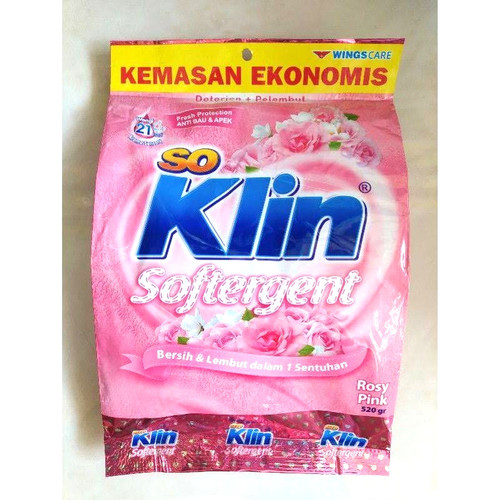 WINGSCARE
KEMASAN EKONOMIS
Deterjen + Pelembut
Fresh Protection
ANTI BAU & APEK
21
SO
Klin®
Softergent
Bersih & Lembut dalam 1 Sentuhan
Rosy
Pink
520 gr
Klin Klin Klin
Softergent Softergent Softergent